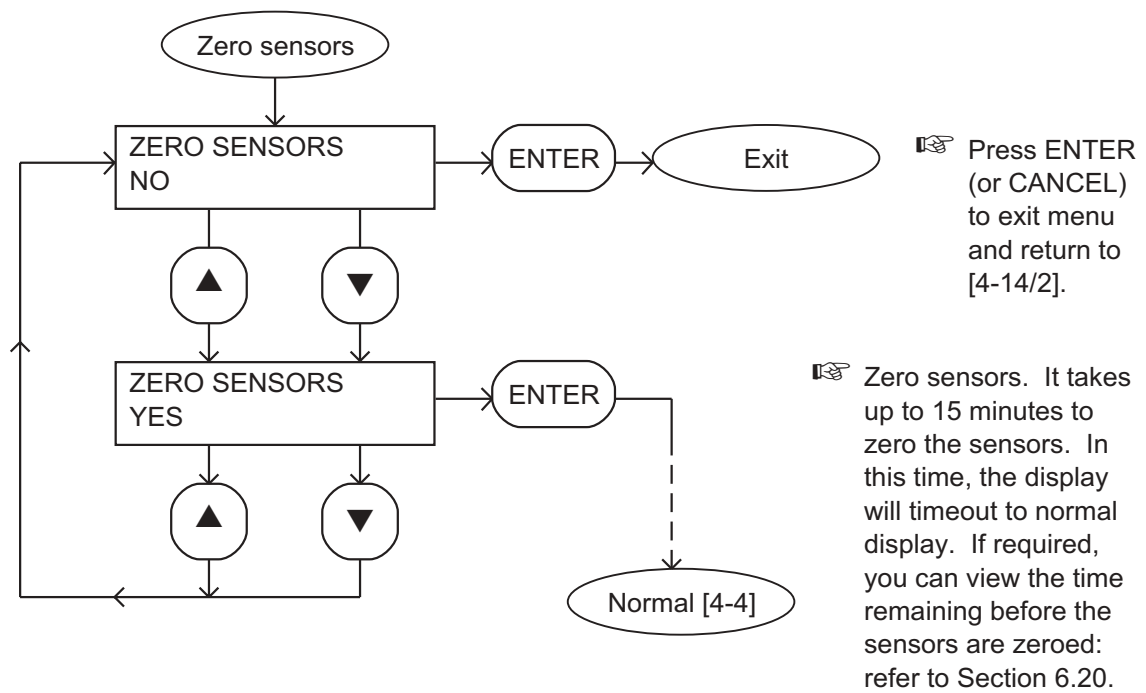 Zero sensors
ZERO SENSORS
NO
ENTER
Exit
☞ Press ENTER
(or CANCEL)
to exit menu
and return to
[4-14/2].
▲
▼
ZERO SENSORS
YES
ENTER
☞ Zero sensors. It takes
up to 15 minutes to
zero the sensors. In
this time, the display
will timeout to normal
display. If required,
you can view the time
remaining before the
sensors are zeroed:
refer to Section 6.20.
▲
▼
Normal [4-4]